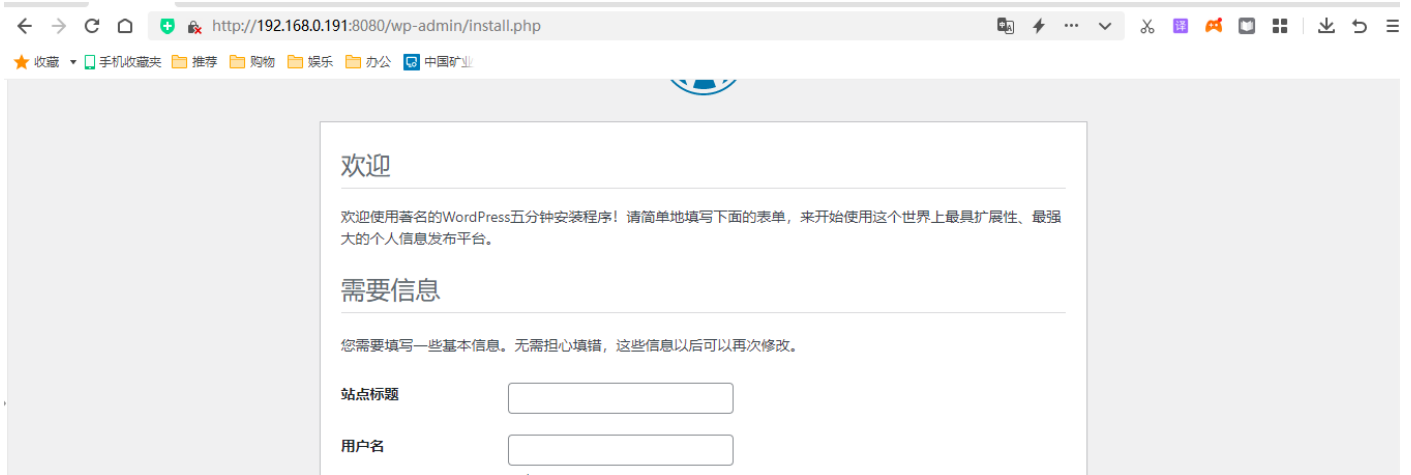 http://192.168.0.191:8080/wp-admin/install.php
译
收藏 手机收藏夹 推荐 购物 娱乐 办公 中国矿业
欢迎
欢迎使用著名的WordPress五分钟安装程序！请简单地填写下面的表单，来开始使用这个世界上最具扩展性、最强
大的个人信息发布平台。
需要信息
您需要填写一些基本信息。无需担心填错，这些信息以后可以再次修改。
站点标题
用户名